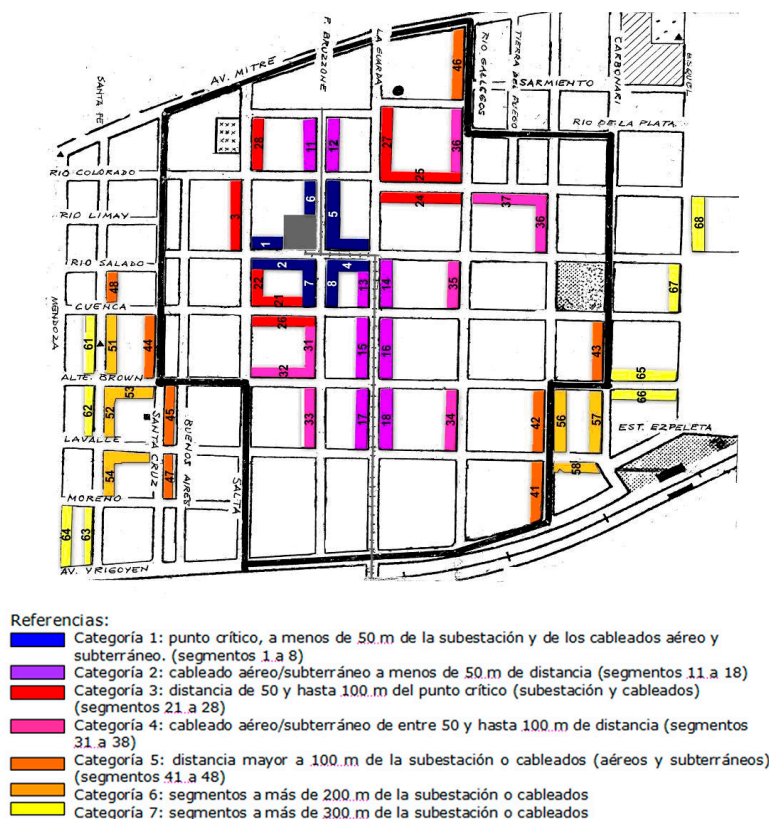 AV. MITRE
P. BRUZZONE
LA GUARDA
RIO GALLEGOS
TIERRA DEL FUEGO
CARBONARI
ESQUEL
SANTA FE
SARMIENTO
RIO DE LA PLATA
46
28
11
12
27
36
25
RIO COLORADO
3
6
5
24
37
36
68
RIO LIMAY
1
RIO SALADO
2
4
48
22
21
7
8
13
14
35
67
CUENCA
MENDOZA
26
61
51
44
31
15
16
43
32
65
ALTE. BROWN
66
53
62
52
45
33
17
18
34
42
56
57
SANTA CRUZ
BUENOS AIRES
EST. EZPELETA
LAVALLE
54
47
SALTA
58
41
MORENO
64
63
AV. YRIGOYEN
Referencias:
Categoría 1: punto crítico, a menos de 50 m de la subestación y de los cableados aéreo y
subterráneo. (segmentos 1 a 8)
Categoría 2: cableado aéreo/subterráneo a menos de 50 m de distancia (segmentos 11 a 18)
Categoría 3: distancia de 50 y hasta 100 m del punto crítico (subestación y cableados)
(segmentos 21 a 28)
Categoría 4: cableado aéreo/subterráneo de entre 50 y hasta 100 m de distancia (segmentos
31 a 38)
Categoría 5: distancia mayor a 100 m de la subestación o cableados (aéreos y subterráneos)
(segmentos 41 a 48)
Categoría 6: segmentos a más de 200 m de la subestación o cableados
Categoría 7: segmentos a más de 300 m de la subestación o cableados